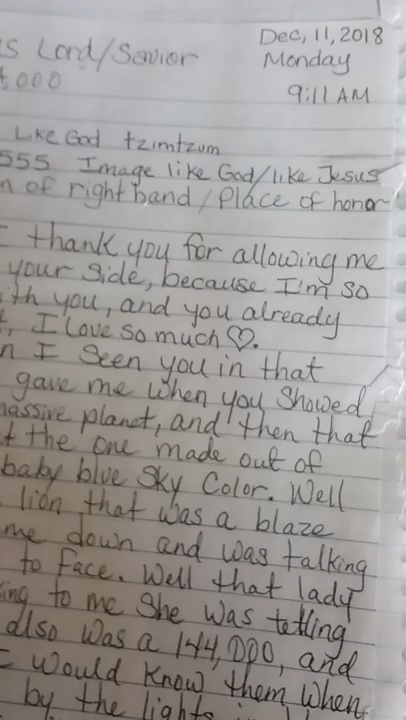 Dec, 11, 2018
s Lord/Savior Monday
,000 9:11 AM
Like God tzimtzum
555 Image like God/like Jesus
n of right band / Place of honor
I thank you for allowing me
your side, because I'm so
ith you, and you already
I love so much ♡.
n I Seen you in that
gave me when you Showed
massive planet, and then that
t the one made out of
baby blue sky Color. Well
lion that was a blaze
me down and was talking
to face. Well that lady
ing to me She was telling
also was a 144,000, and
I would know them when
by the lights